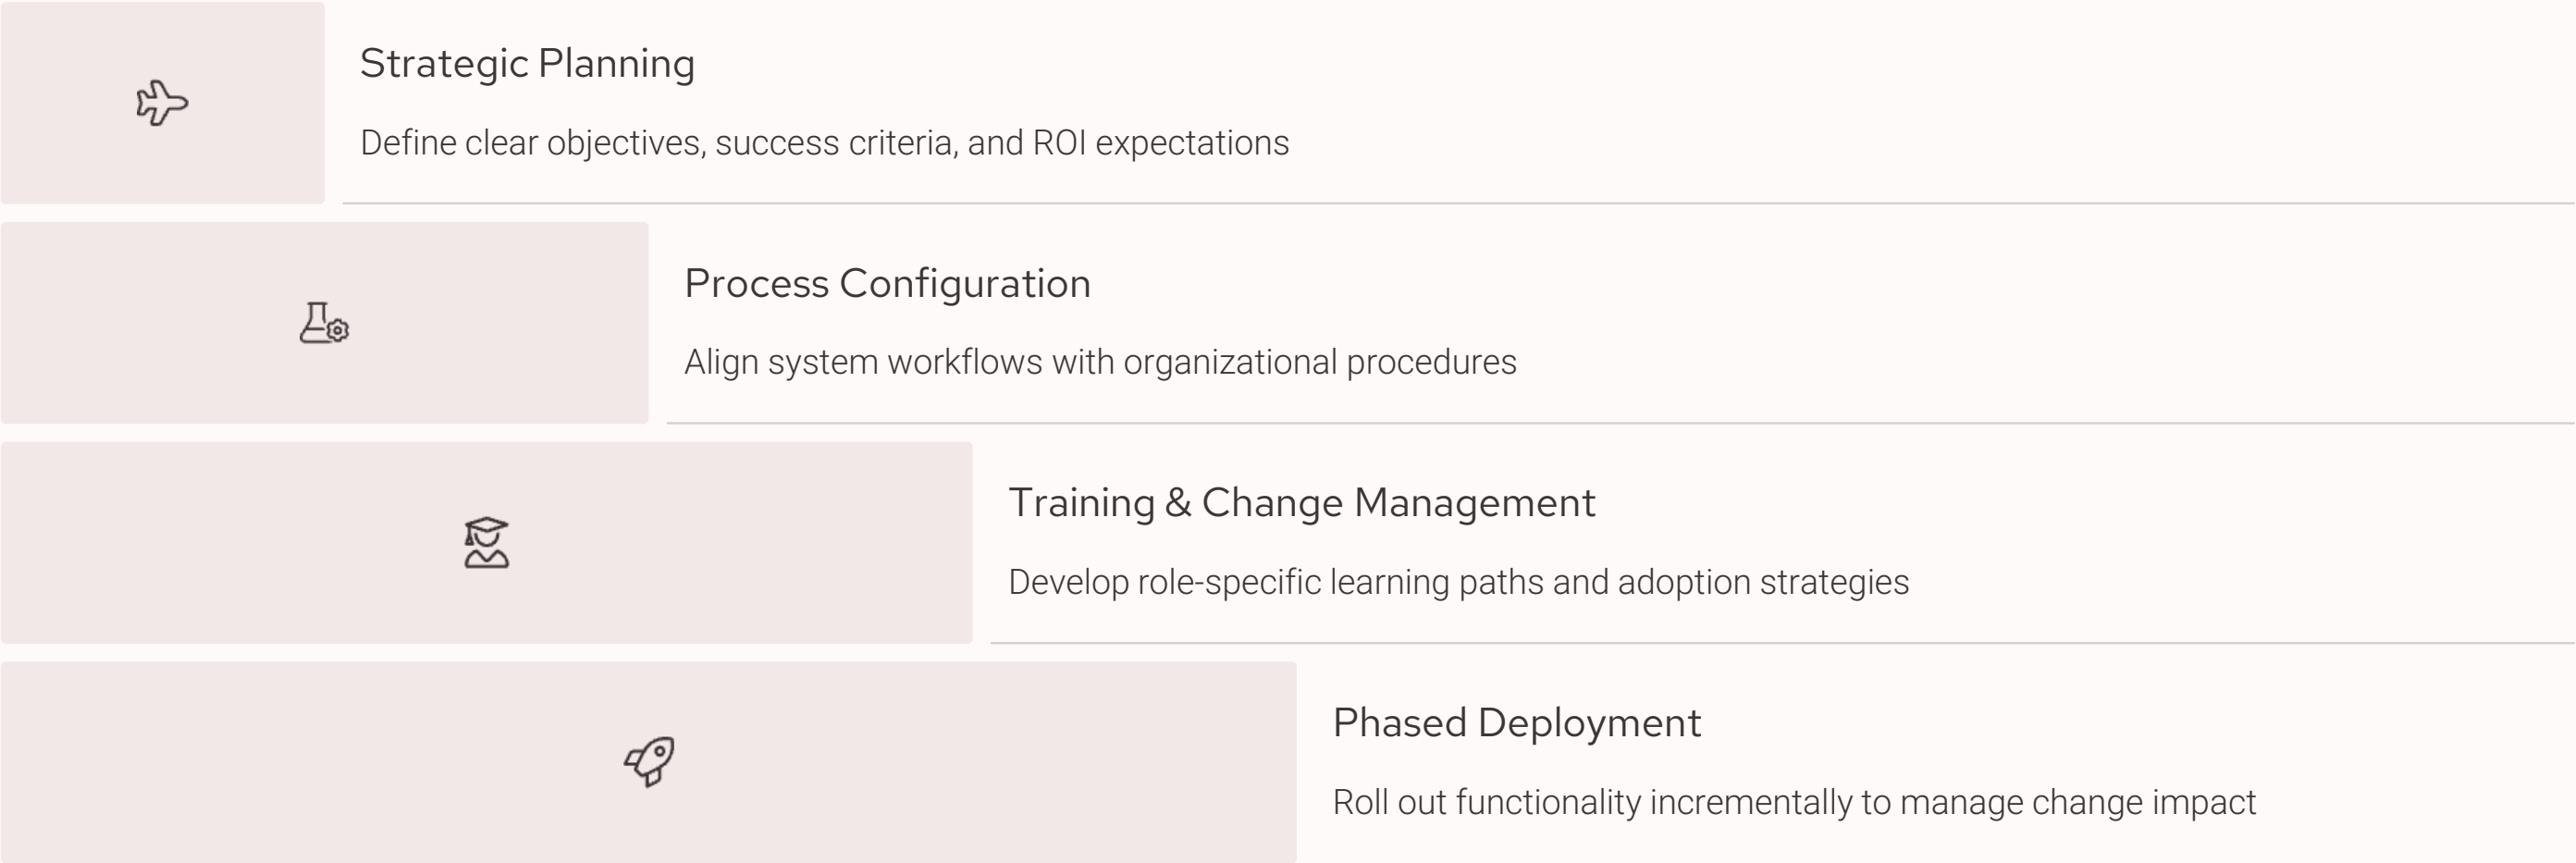 Strategic Planning
Define clear objectives, success criteria, and ROI expectations
Process Configuration
Align system workflows with organizational procedures
Training & Change Management
Develop role-specific learning paths and adoption strategies
Phased Deployment
Roll out functionality incrementally to manage change impact